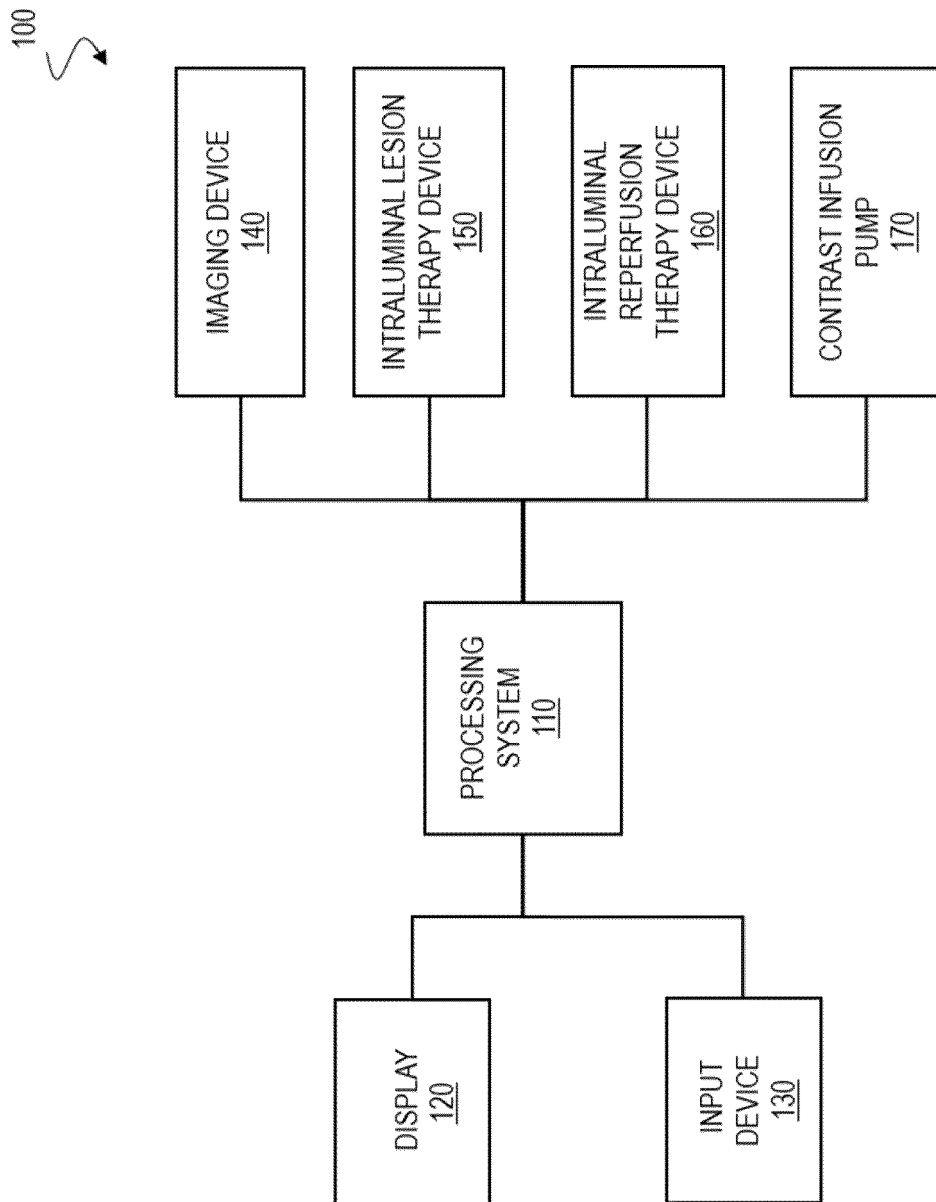 100
IMAGING DEVICE
140
INTRALUMINAL LESION
THERAPY DEVICE
150
INTRALUMINAL
REPERFUSION
THERAPY DEVICE
160
CONTRAST INFUSION
PUMP
170
PROCESSING
SYSTEM
110
DISPLAY
120
INPUT
DEVICE
130